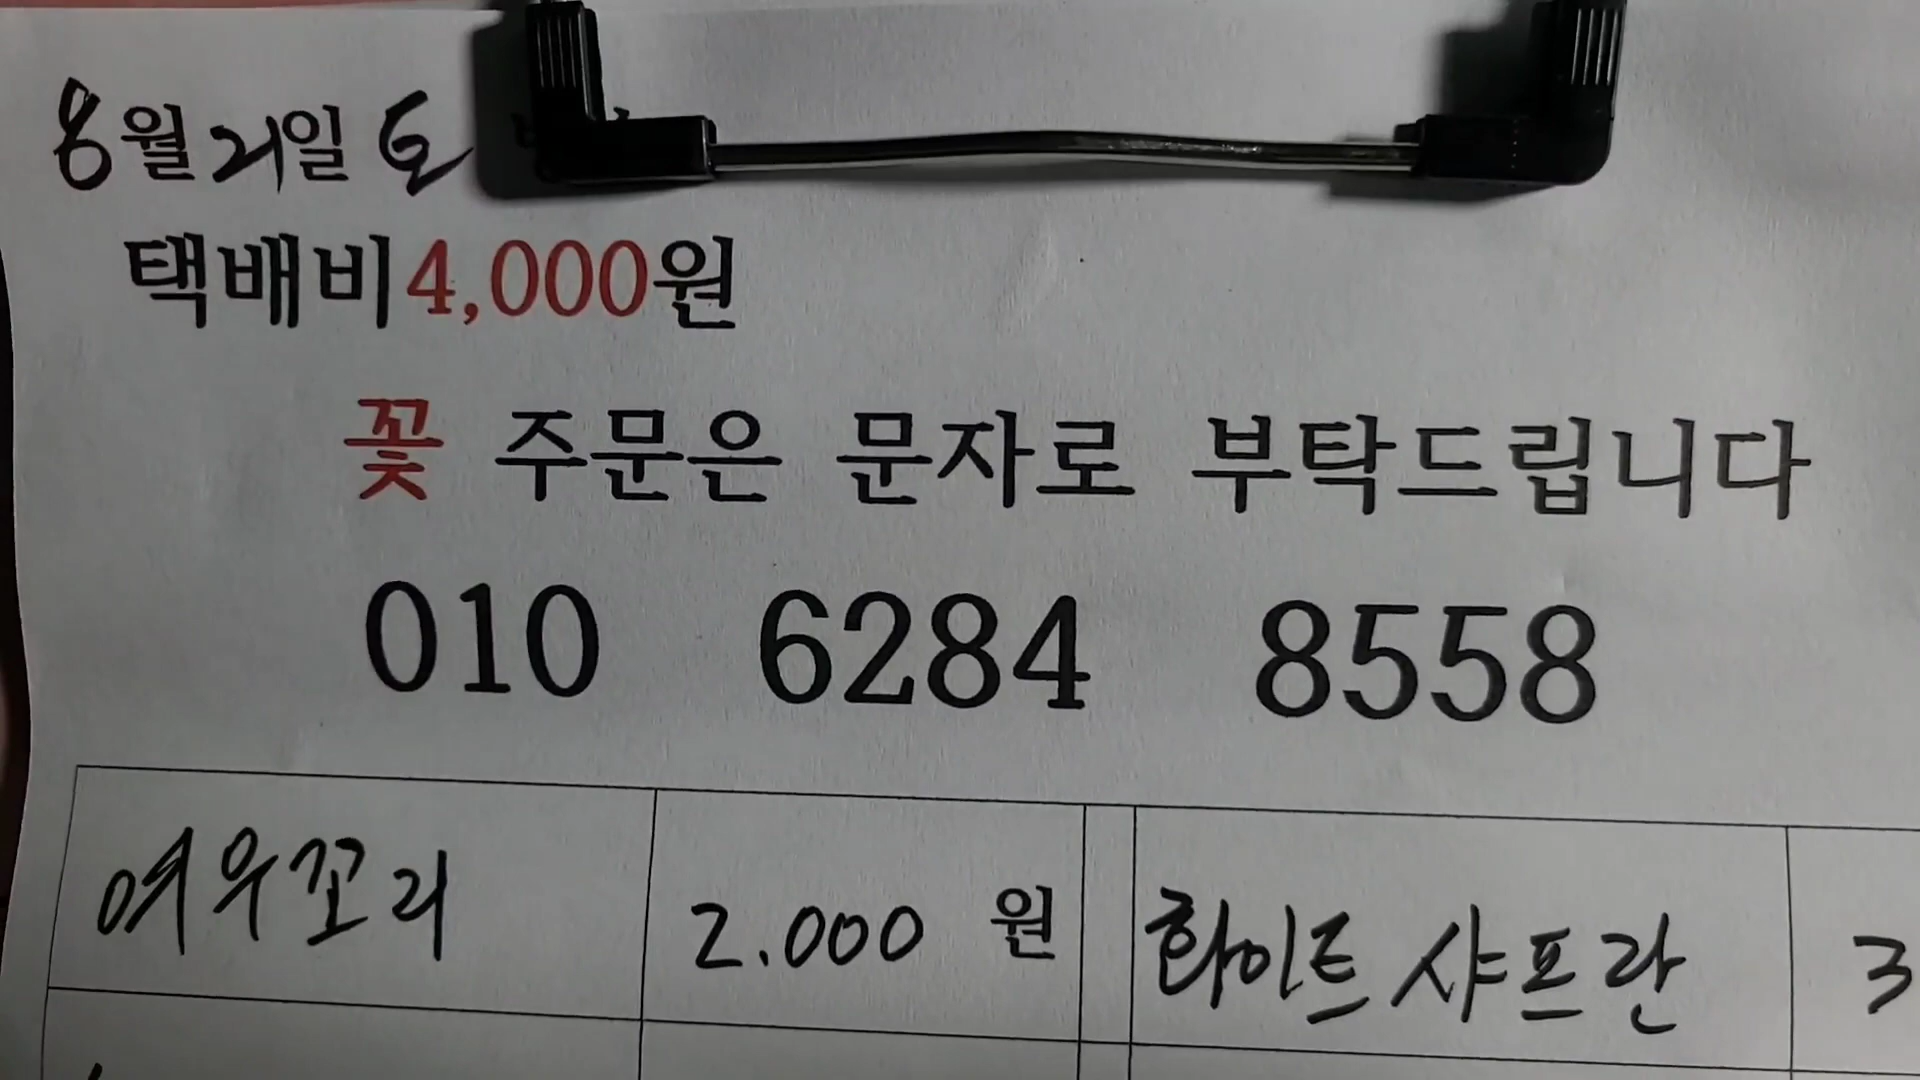 8월 21일 토
택배비4,000원
꽃 주문은 문자로 부탁드립니다
010 6284 8558
여우꼬리 2.000 원 화이트 샤프란 3